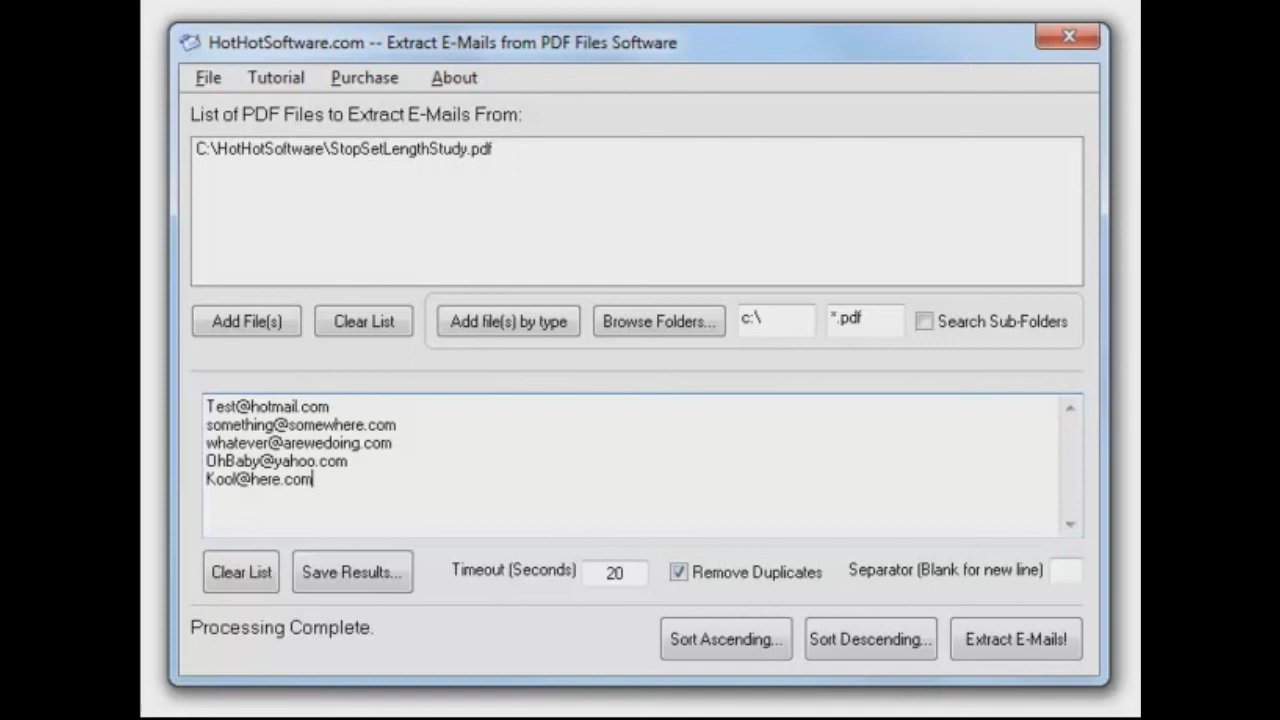 HotHotSoftware.com -- Extract E-Mails from PDF Files Software
File Tutorial Purchase About
List of PDF Files to Extract E-Mails From:
C:\HotHotSoftware\StopSetLengthStudy.pdf
Add File(s) Clear List Add file(s) by type Browse Folders... c:\ *.pdf Search Sub-Folders
Test@hotmail.com
something@somewhere.com
whatever@arewedoing.com
OhBaby@yahoo.com
Kool@here.com
Clear List Save Results... Timeout (Seconds) 20 Remove Duplicates Separator (Blank for new line)
Processing Complete.
Sort Ascending... Sort Descending... Extract E-Mails!